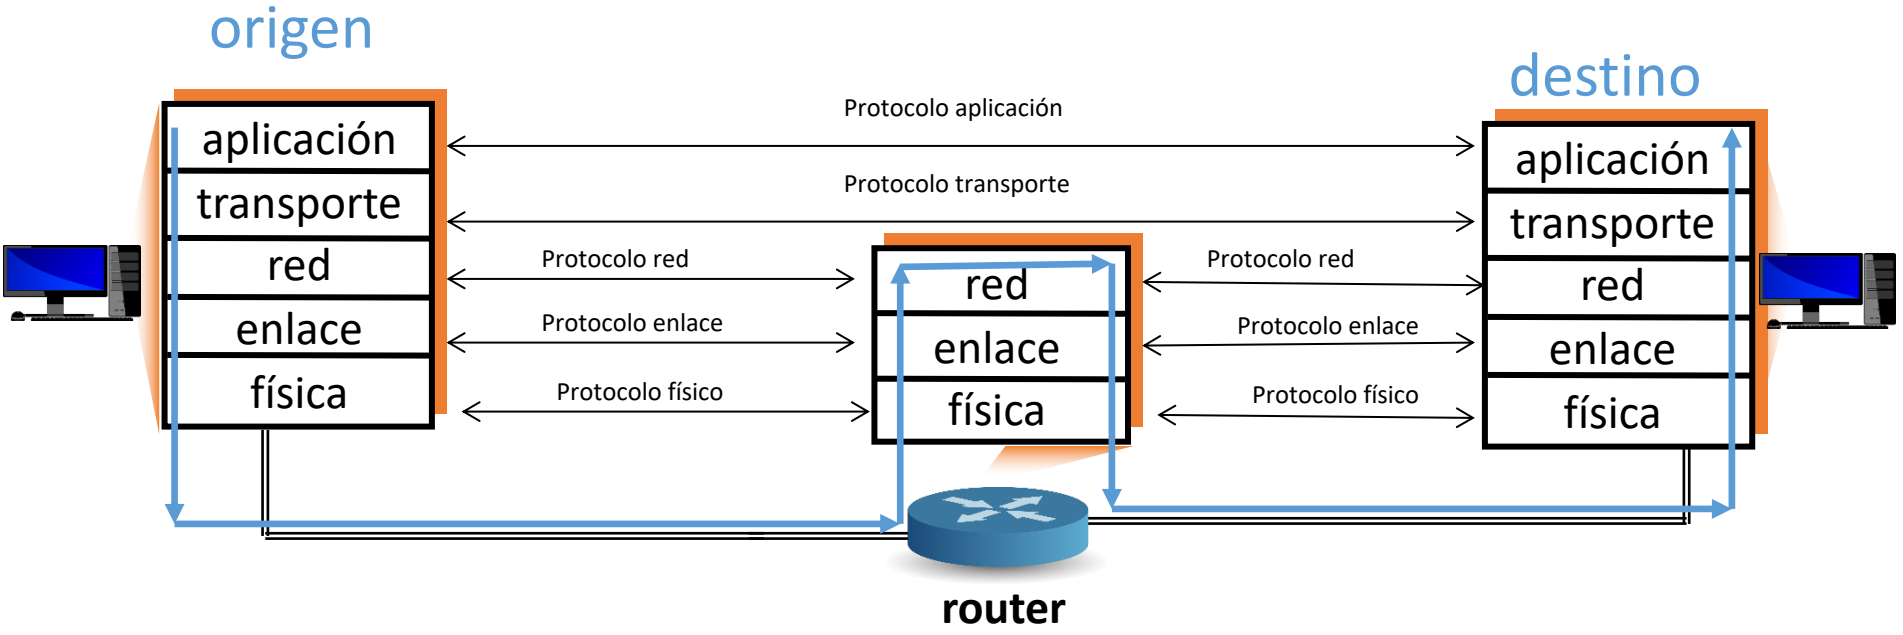 origen
destino
aplicación
transporte
red
enlace
física
Protocolo aplicación
Protocolo transporte
Protocolo red
Protocolo enlace
Protocolo físico
red
enlace
física
router
Protocolo red
Protocolo enlace
Protocolo físico
aplicación
transporte
red
enlace
física